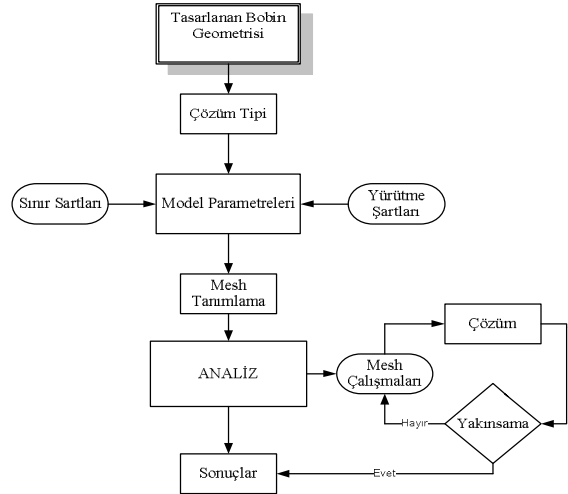 Tasarlanan Bobin
Geometrisi
Çözüm Tipi
Sınır Sartları
Model Parametreleri
Yürütme
Şartları
Mesh
Tanımlama
Çözüm
ANALİZ
Mesh
Çalışmaları
Hayır
Yakınsama
Sonuçlar
Evet